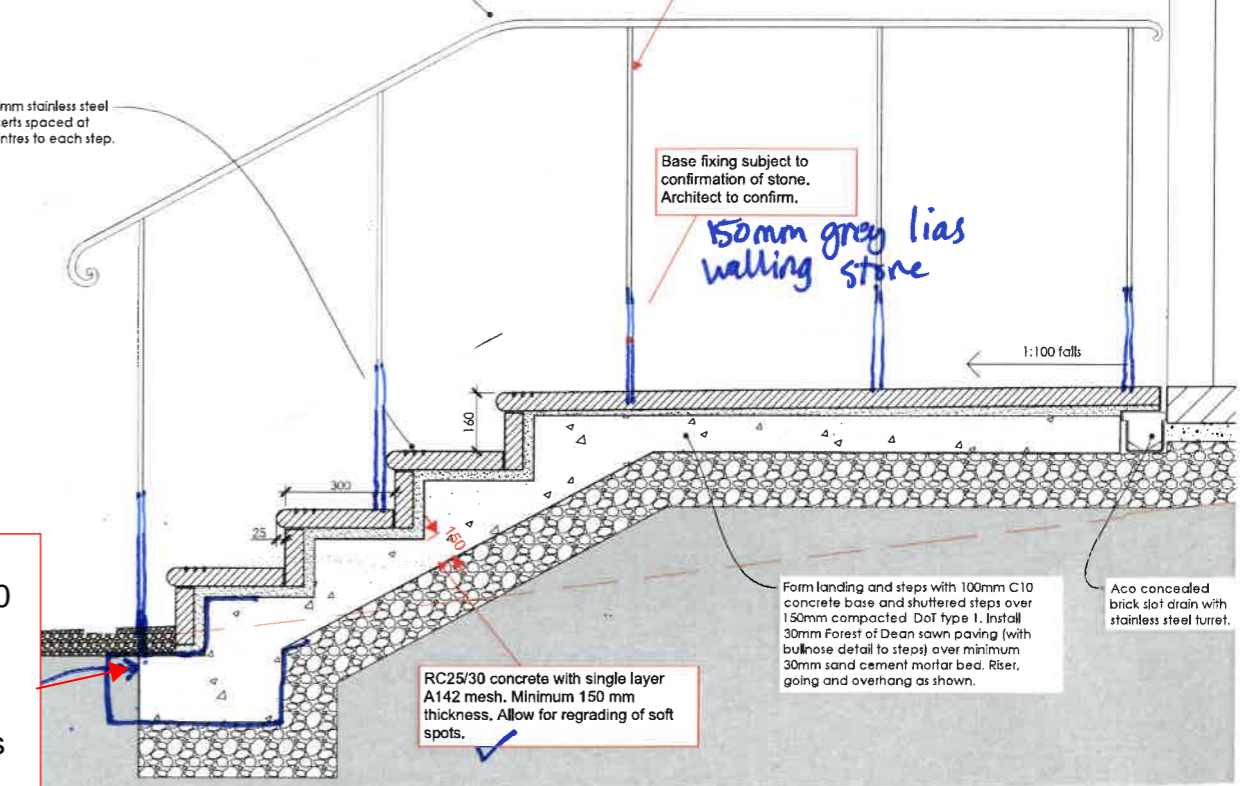 mm stainless steel
erts spaced at
ntres to each step.
Base fixing subject to
confirmation of stone.
Architect to confirm.
150mm grey lias
walling stone
1:100 falls
160
300
25
150
0
s
Form landing and steps with 100mm C10
concrete base and shuttered steps over
150mm compacted DoT type 1. Install
30mm Forest of Dean sawn paving (with
bullnose detail to steps) over minimum
30mm sand cement mortar bed. Riser,
going and overhang as shown.
Aco concealed
brick slot drain with
stainless steel turret.
RC25/30 concrete with single layer
A142 mesh. Minimum 150 mm
thickness. Allow for regrading of soft
spots.